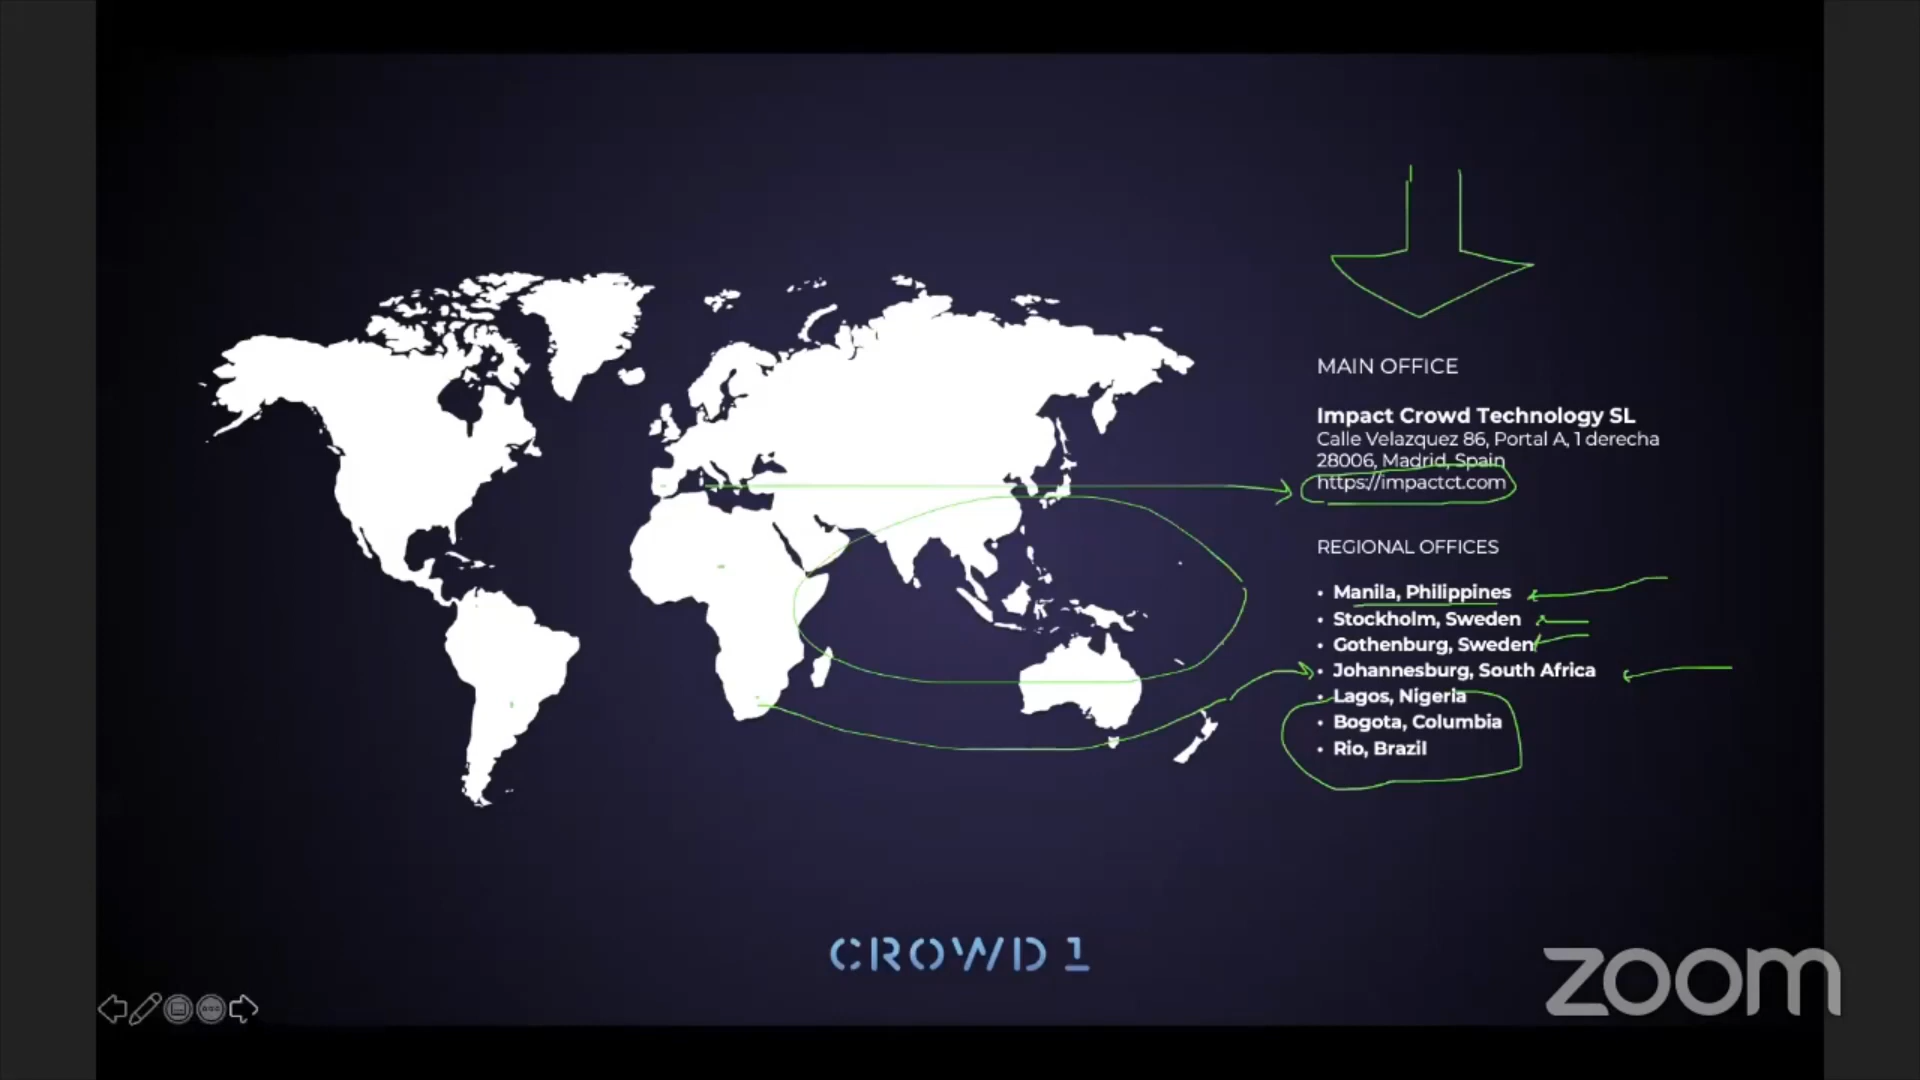 MAIN OFFICE
Impact Crowd Technology SL
Calle Velazquez 86, Portal A, 1 derecha
28006, Madrid, Spain
https://impactct.com
REGIONAL OFFICES
• Manila, Philippines
• Stockholm, Sweden
• Gothenburg, Sweden
• Johannesburg, South Africa
• Lagos, Nigeria
• Bogota, Columbia
• Rio, Brazil
CROWD 1
zoom